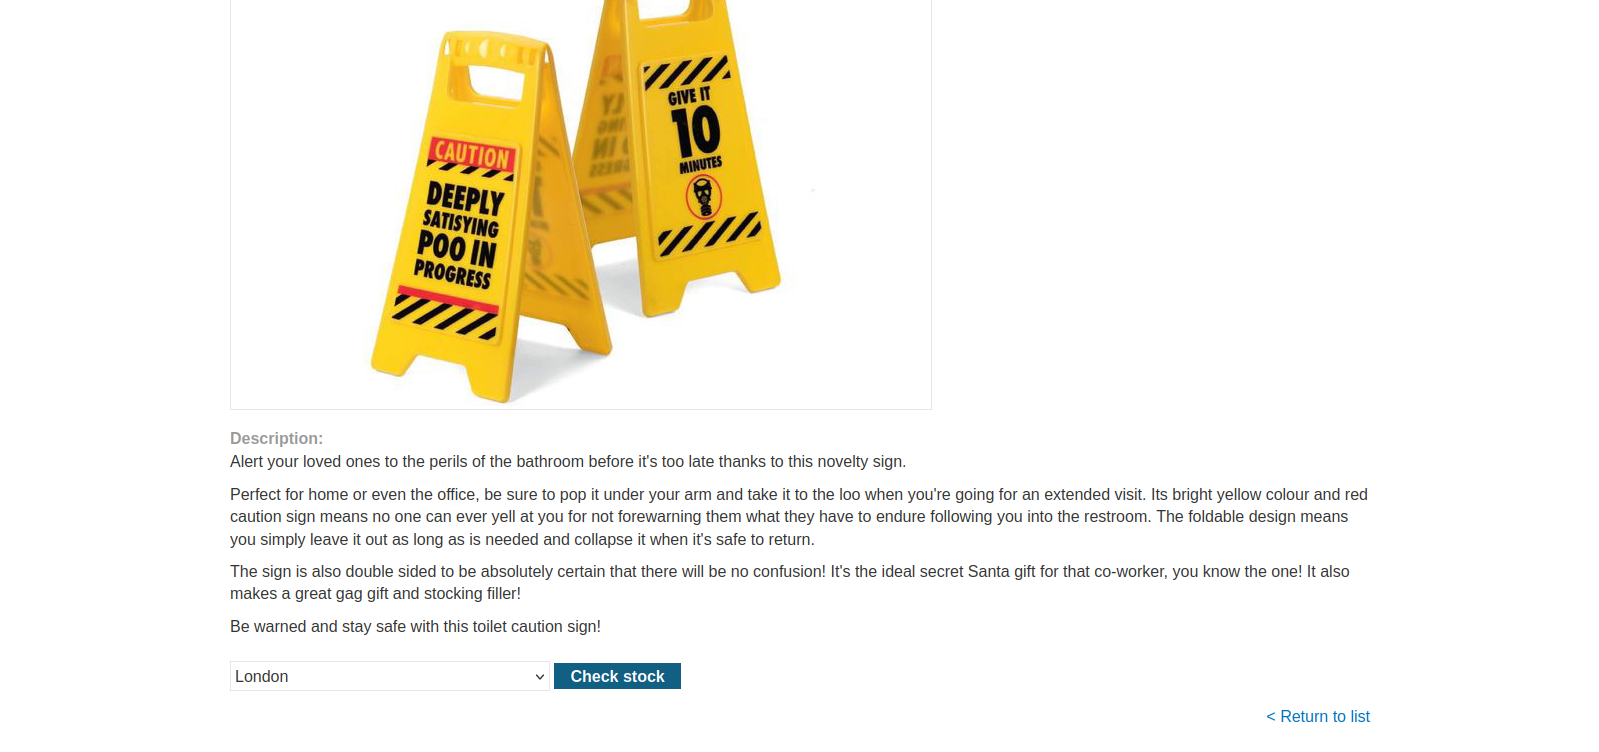 GIVE IT
10
MINUTES
CAUTION
DEEPLY
SATISYING
POO IN
PROGRESS
Description:
Alert your loved ones to the perils of the bathroom before it's too late thanks to this novelty sign.
Perfect for home or even the office, be sure to pop it under your arm and take it to the loo when you're going for an extended visit. Its bright yellow colour and red
caution sign means no one can ever yell at you for not forewarning them what they have to endure following you into the restroom. The foldable design means
you simply leave it out as long as is needed and collapse it when it's safe to return.
The sign is also double sided to be absolutely certain that there will be no confusion! It's the ideal secret Santa gift for that co-worker, you know the one! It also
makes a great gag gift and stocking filler!
Be warned and stay safe with this toilet caution sign!
London
Check stock
< Return to list